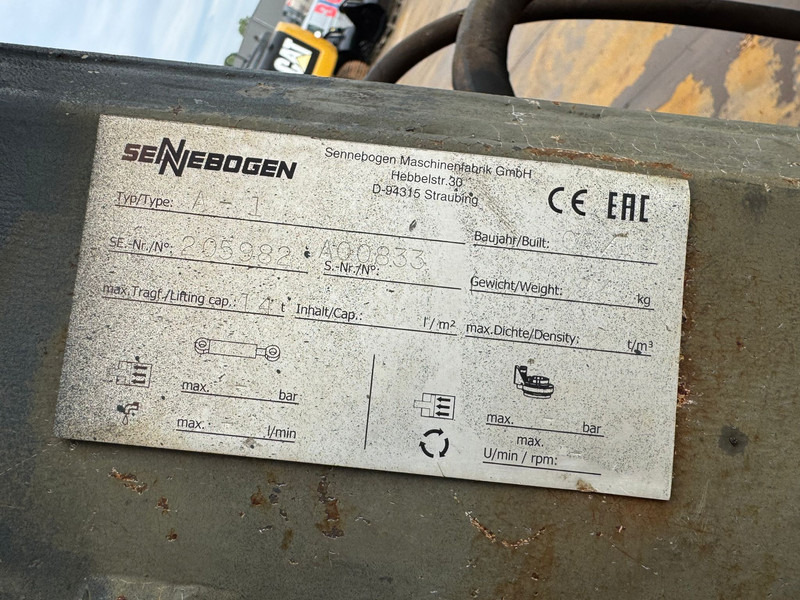 CAT
SENNEBOGEN
Sennebogen Maschinenfabrik GmbH
Hebbelstr.30
D-94315 Straubing
CE EAC
Typ/Type: A-1
Baujahr/Built:
SE.-Nr./N°: 205982 A00833
S.-Nr./N°:
Gewicht/Weight: kg
max.Tragf./Lifting cap.: 14 t
Inhalt/Cap.: l/m²
max.Dichte/Density: t/m³
max. bar
max. l/min
max. bar
max.
U/min / rpm: